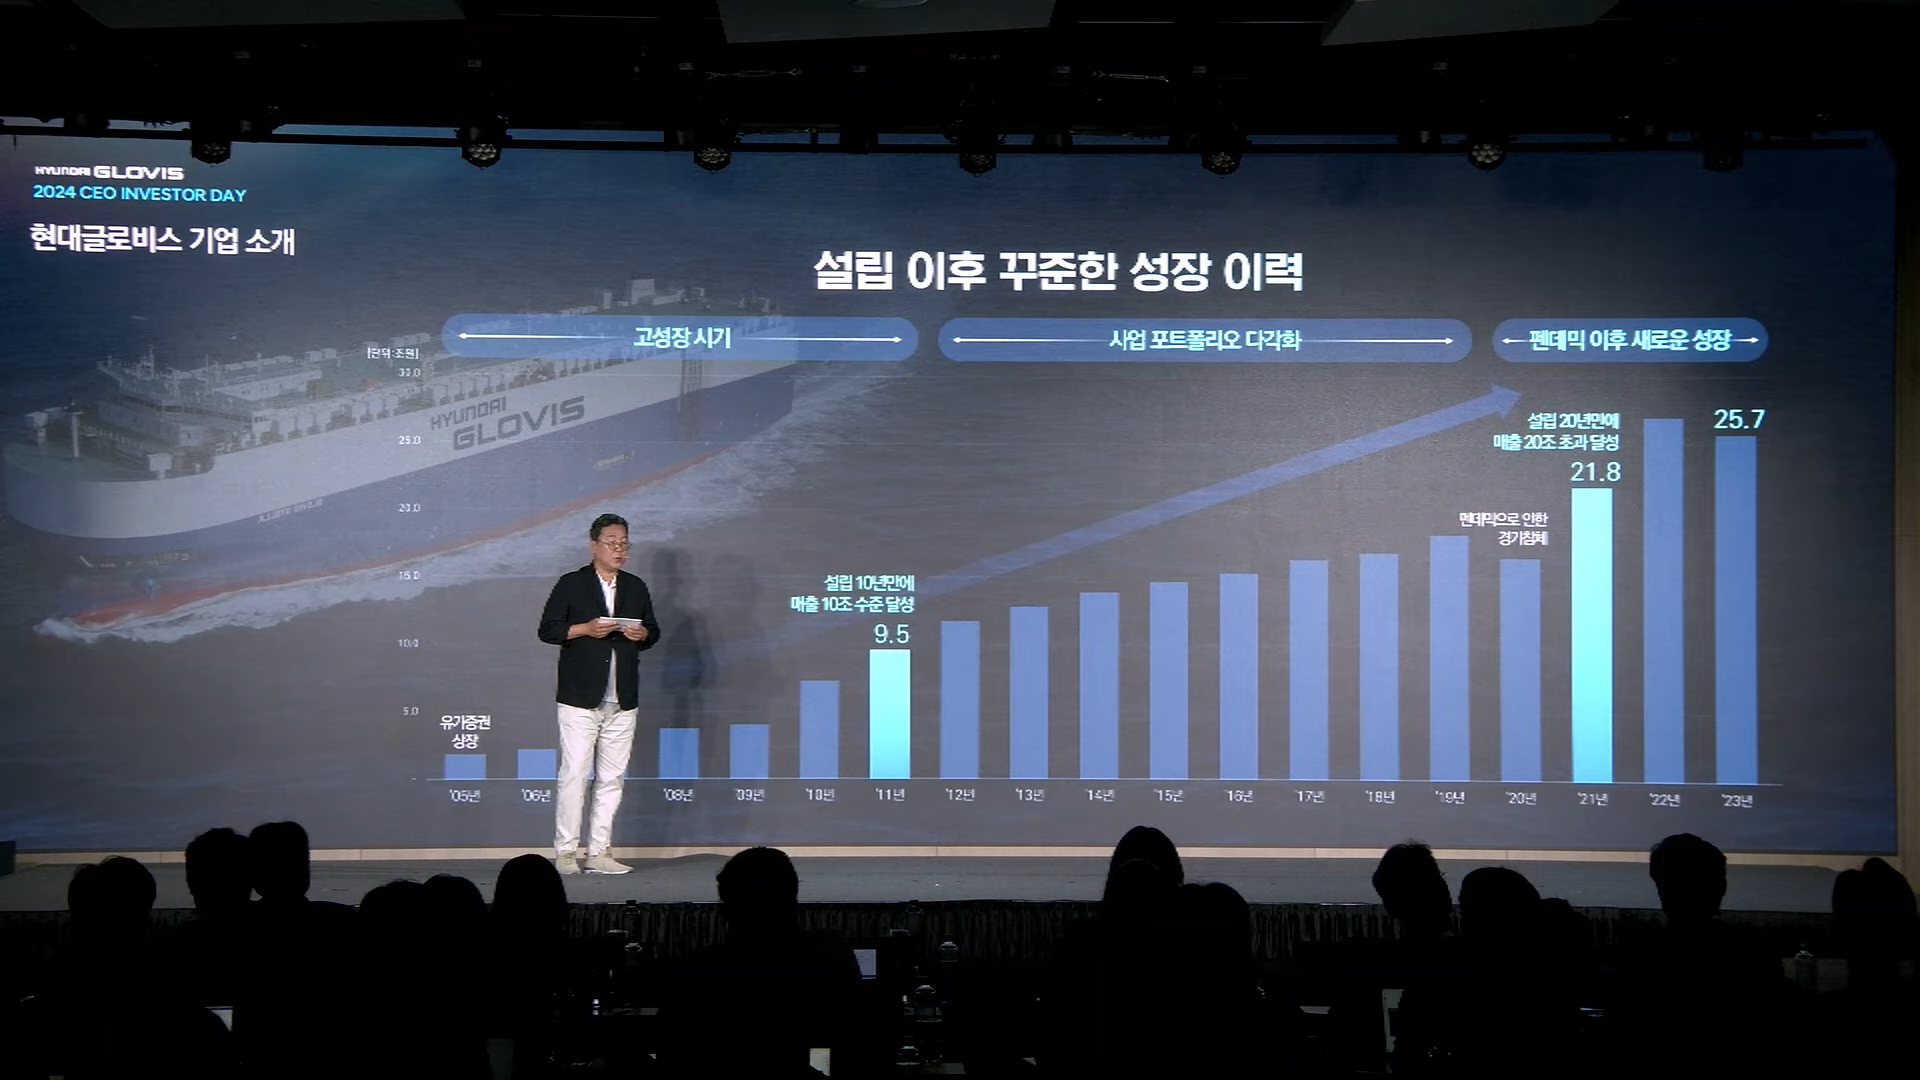 HYUNDAI GLOVIS
2024 CEO INVESTOR DAY
현대글로비스 기업 소개
설립 이후 꾸준한 성장 이력
고성장 시기
사업 포트폴리오 다각화
펜데믹 이후 새로운 성장
[단위:조원]
30.0
25.0
20.0
15.0
10.0
5.0
-
HYUNDAI
GLOVIS
유가증권
상장
설립 10년만에
매출 10조 수준 달성
9.5
펜데믹으로 인한
경기침체
설립 20년만에
매출 20조 초과 달성
21.8
25.7
'05년
'06년
'08년
'09년
'10년
'11년
'12년
'13년
'14년
'15년
'16년
'17년
'18년
'19년
'20년
'21년
'22년
'23년